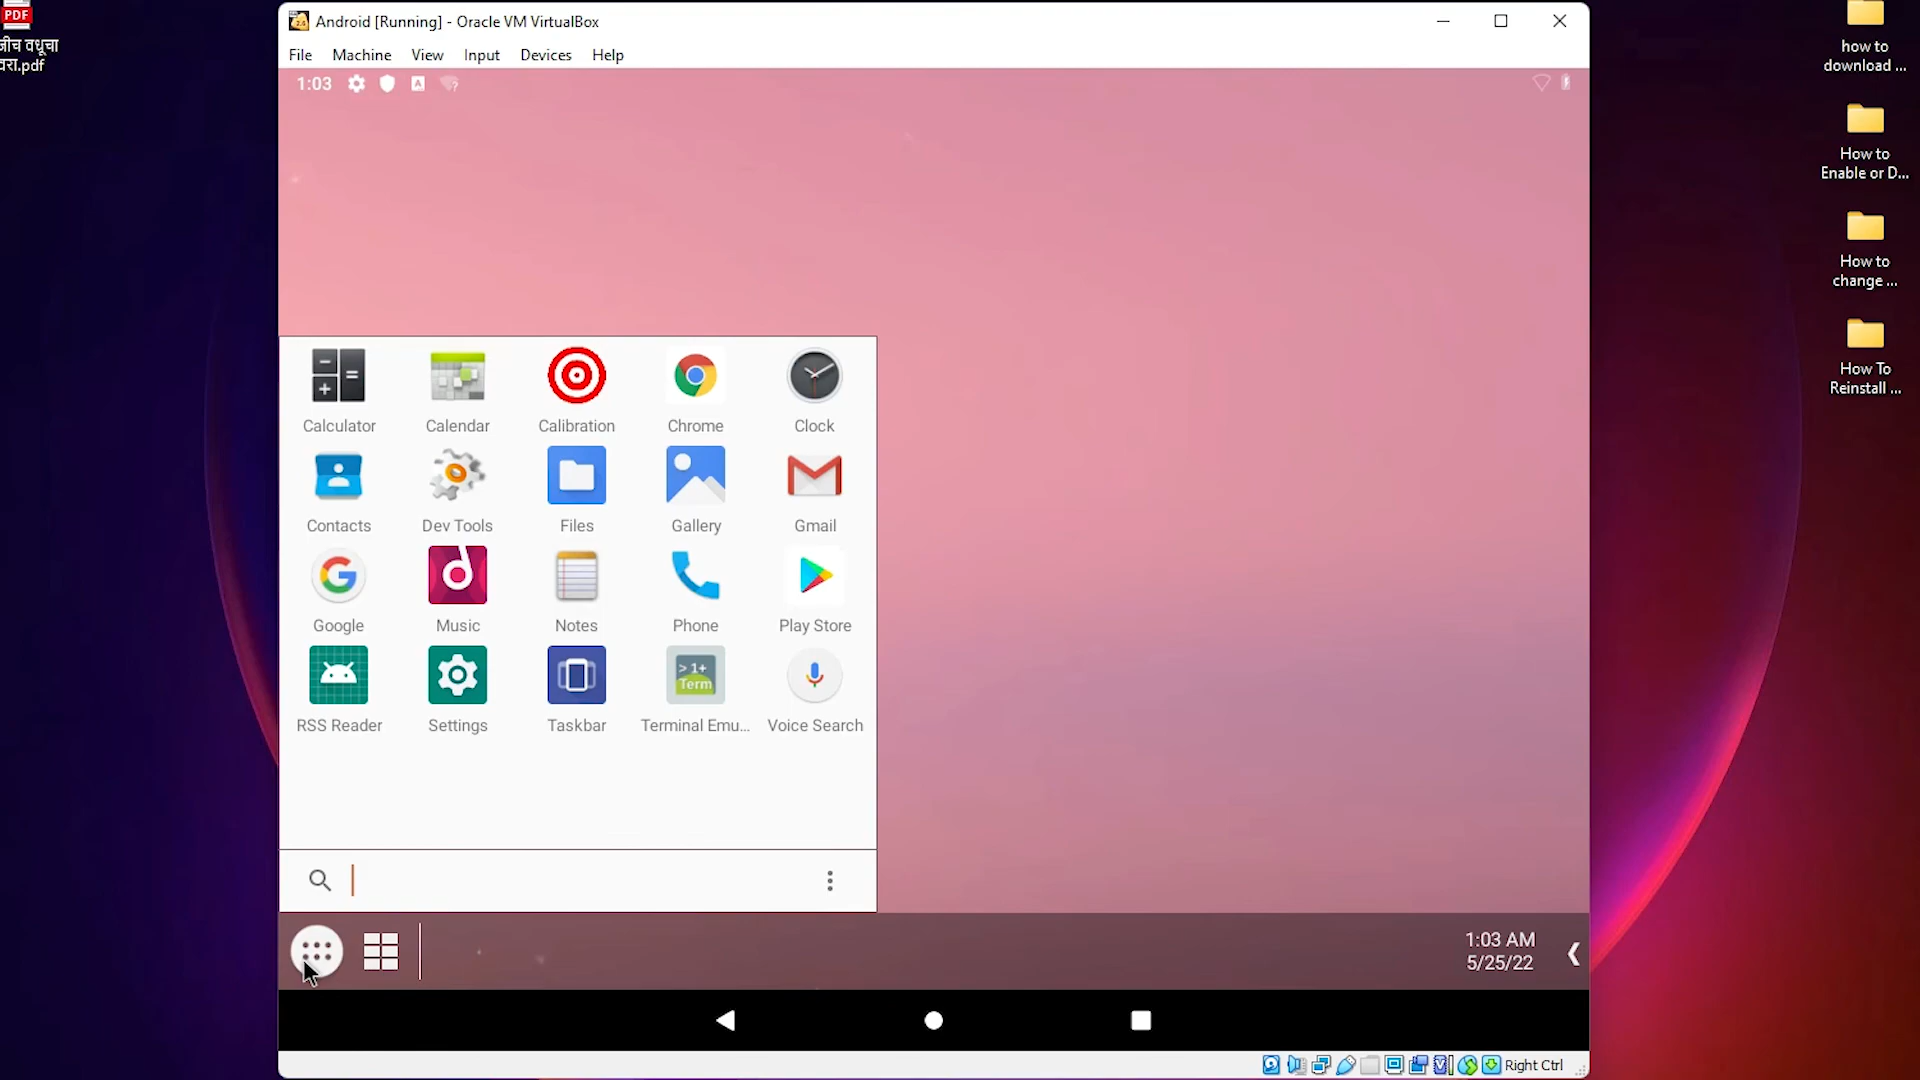 PDF
जीच वधूचा
वरा.pdf
Android [Running] - Oracle VM VirtualBox
File Machine View Input Devices Help
1:03
A
Calculator Calendar Calibration Chrome Clock
Contacts Dev Tools Files Gallery Gmail
Google Music Notes Phone Play Store
> 1+
Term
RSS Reader Settings Taskbar Terminal Emu... Voice Search
1:03 AM
5/25/22
Right Ctrl
how to
download ...
How to
Enable or D...
How to
change ...
How To
Reinstall ...